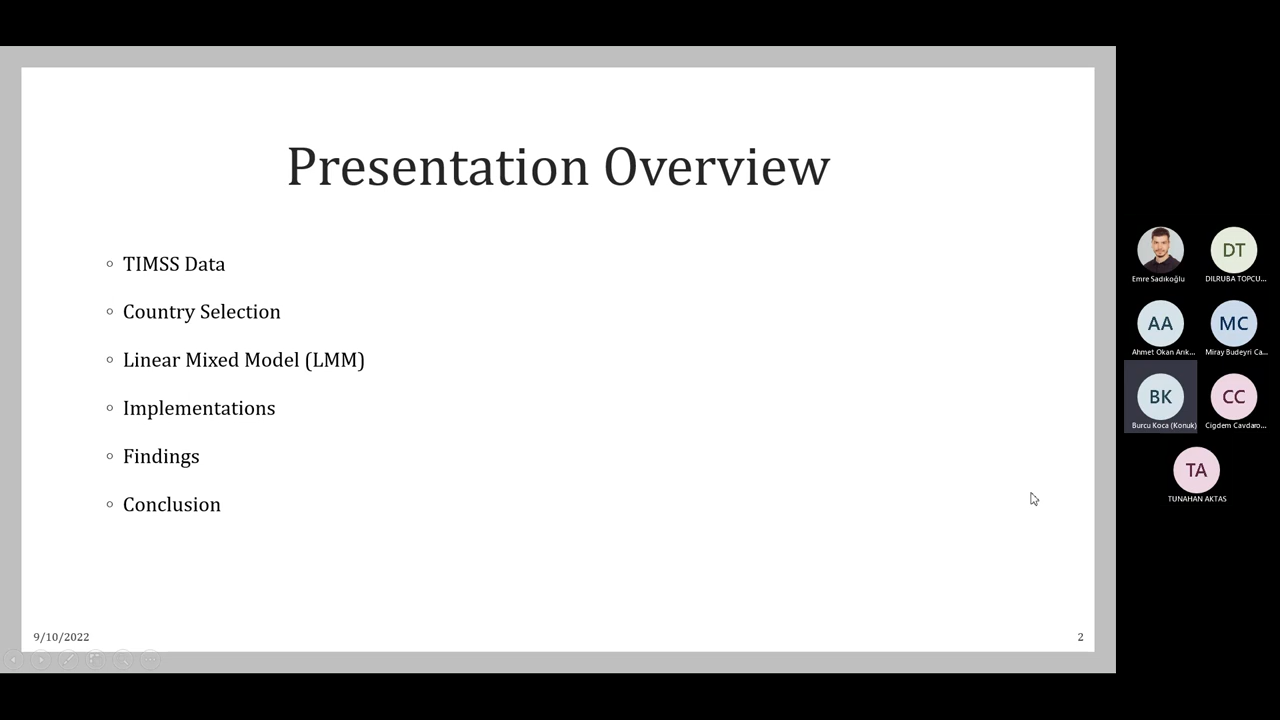 Presentation Overview
TIMSS Data
Country Selection
Linear Mixed Model (LMM)
Implementations
Findings
Conclusion
9/10/2022
2
Emre Sadıkoğlu
DT
DILRUBA TOPCU...
AA
Ahmet Okan Arık...
MC
Miray Budeyri Ca...
BK
Burcu Koca (Konuk)
CC
Cigdem Cavdaro...
TA
TUNAHAN AKTAS